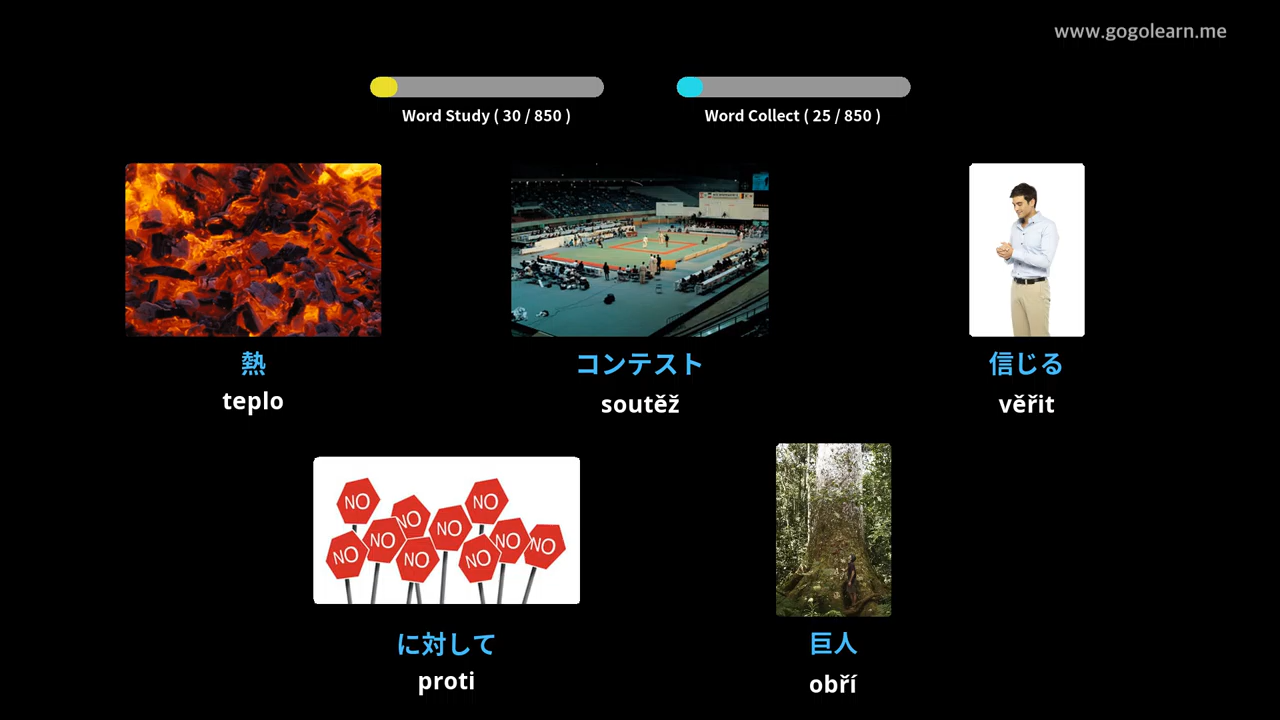 www.gogolearn.me
Word Study ( 30 / 850 )
Word Collect ( 25 / 850 )
熱
teplo
コンテスト
soutěž
信じる
věřit
NO
NO
NO
NO
NO
NO
NO
NO
NO
NO
に対して
proti
巨人
obří